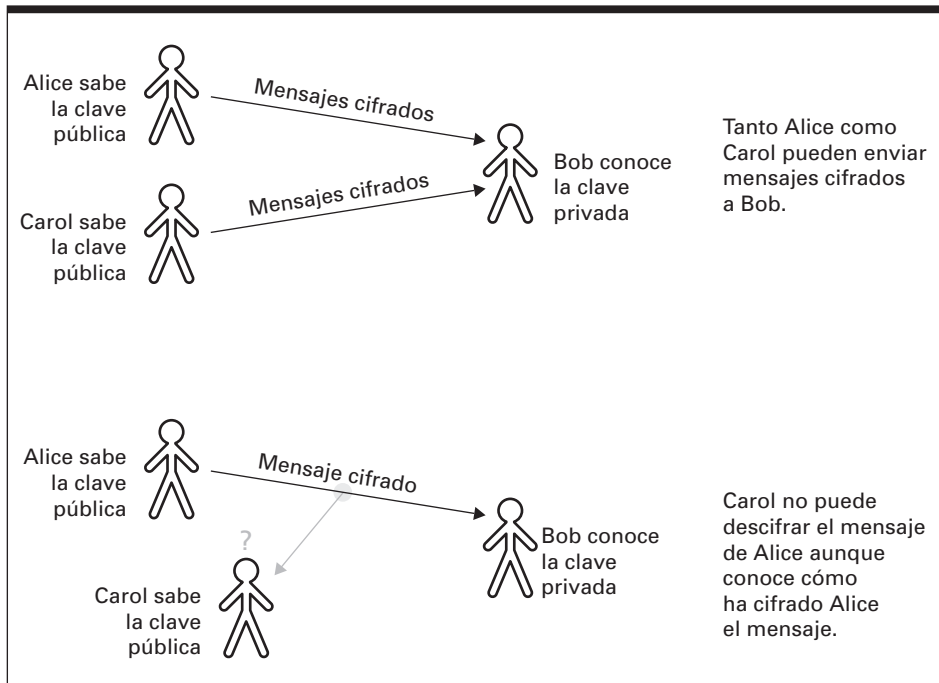 Alice sabe
la clave
pública
Mensajes cifrados
Carol sabe
la clave
pública
Mensajes cifrados
Bob conoce
la clave
privada
Tanto Alice como
Carol pueden enviar
mensajes cifrados
a Bob.
Alice sabe
la clave
pública
Mensaje cifrado
?
Carol sabe
la clave
pública
Bob conoce
la clave
privada
Carol no puede
descifrar el mensaje
de Alice aunque
conoce cómo
ha cifrado Alice
el mensaje.